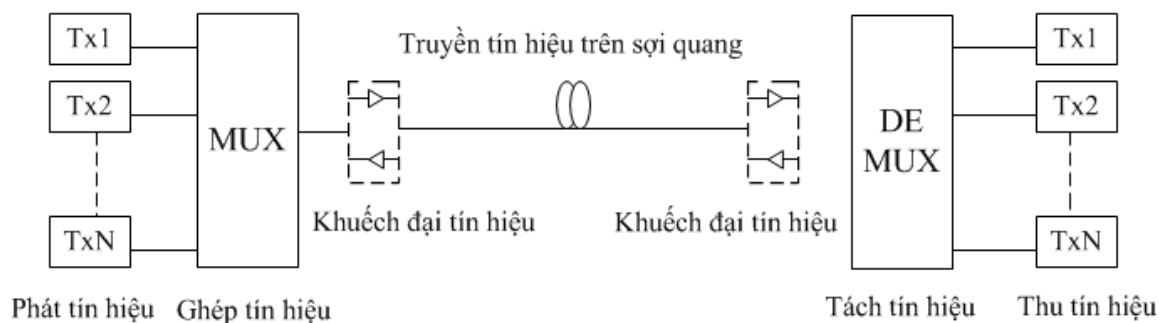 Tx1
Tx2
TxN
MUX
Truyền tín hiệu trên sợi quang
Khuếch đại tín hiệu
Khuếch đại tín hiệu
DE
MUX
Tx1
Tx2
TxN
Phát tín hiệu
Ghép tín hiệu
Tách tín hiệu
Thu tín hiệu